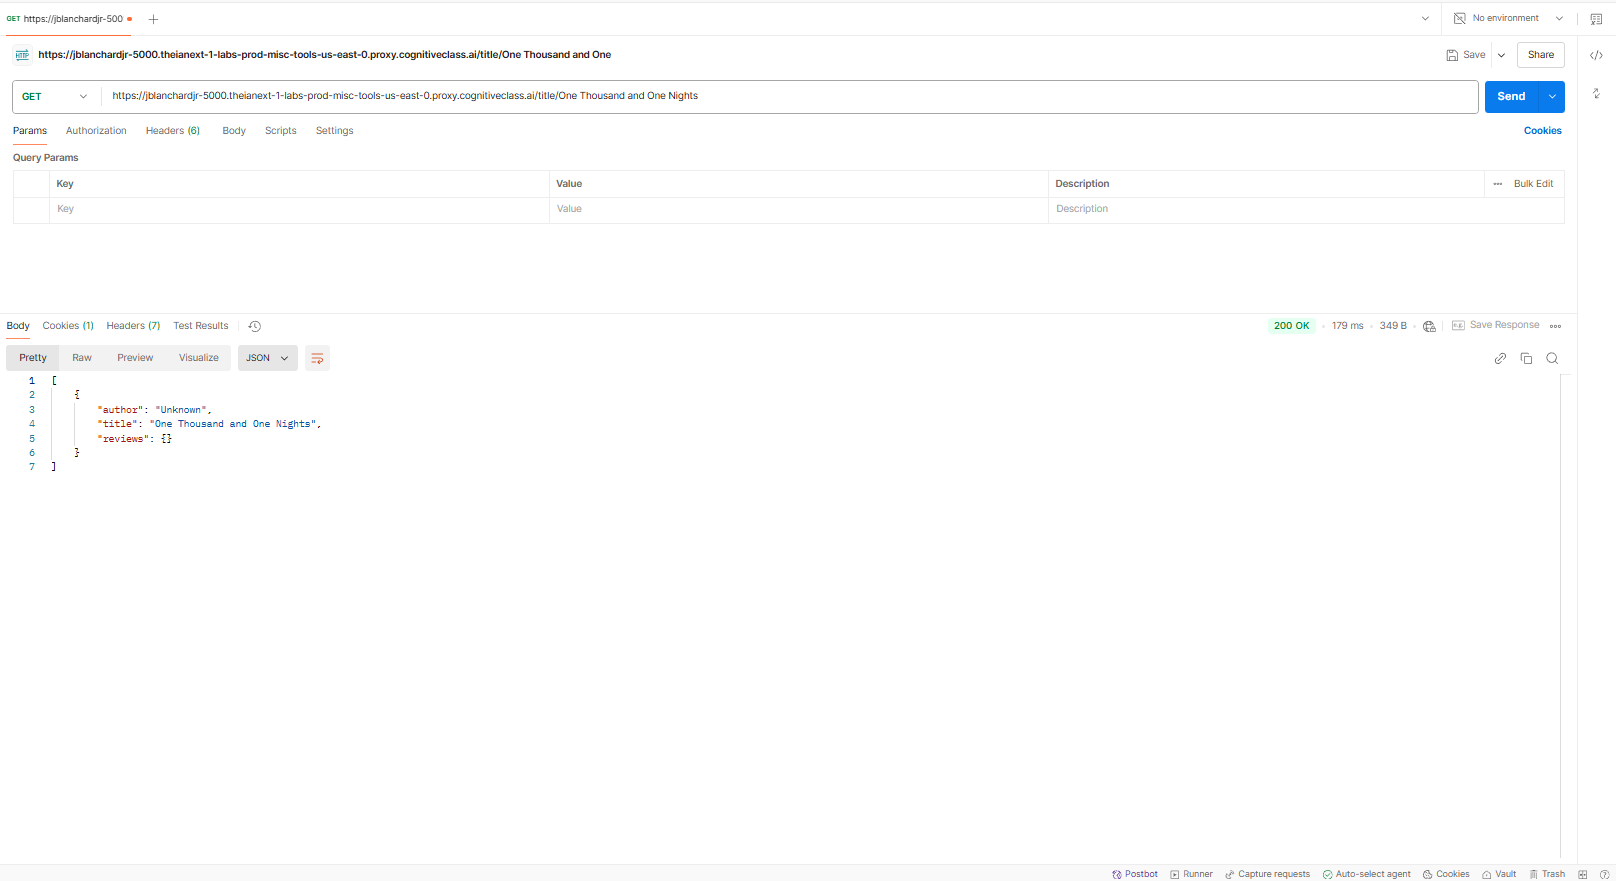 GET https://jblanchardjr-500
No environment
HTTP https://jblanchardjr-5000.theianext-1-labs-prod-misc-tools-us-east-0.proxy.cognitiveclass.ai/title/One Thousand and One
Save Share
GET https://jblanchardjr-5000.theianext-1-labs-prod-misc-tools-us-east-0.proxy.cognitiveclass.ai/title/One Thousand and One Nights Send
Params Authorization Headers (6) Body Scripts Settings Cookies
Query Params
Key Value Description ••• Bulk Edit
Key Value Description
Body Cookies (1) Headers (7) Test Results 200 OK 179 ms 349 B e.g. Save Response
Pretty Raw Preview Visualize JSON
1 [
2 {
3 "author": "Unknown",
4 "title": "One Thousand and One Nights",
5 "reviews": {}
6 }
7 ]
Postbot Runner Capture requests Auto-select agent Cookies Vault Trash